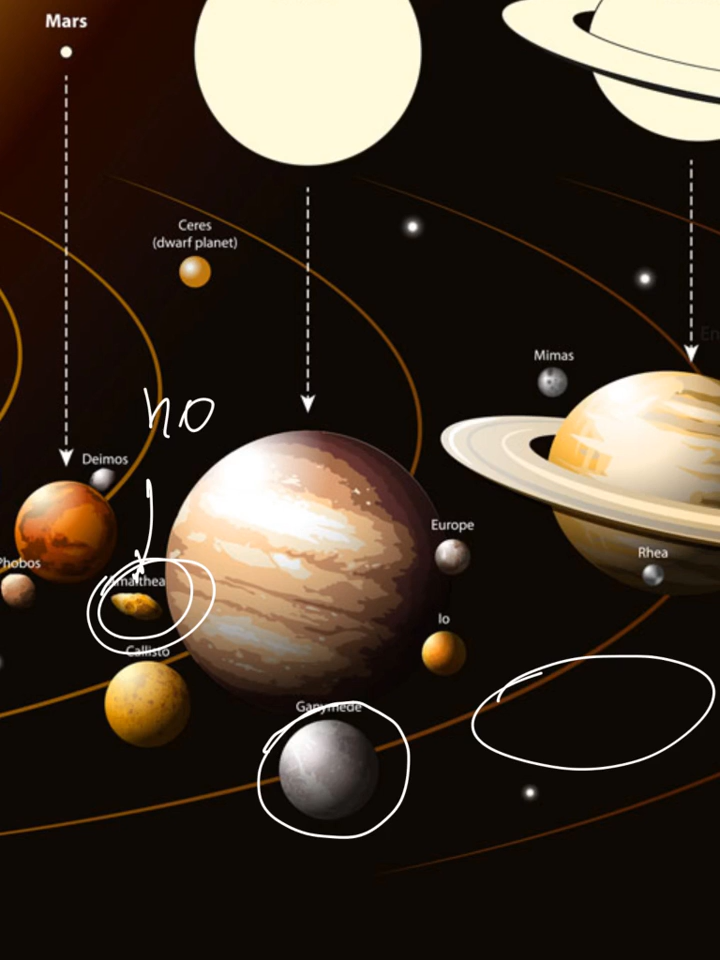 Mars
Ceres
(dwarf planet)
Mimas
no
Deimos
Europe
Phobos
Rhea
Io
Callisto
Ganymede